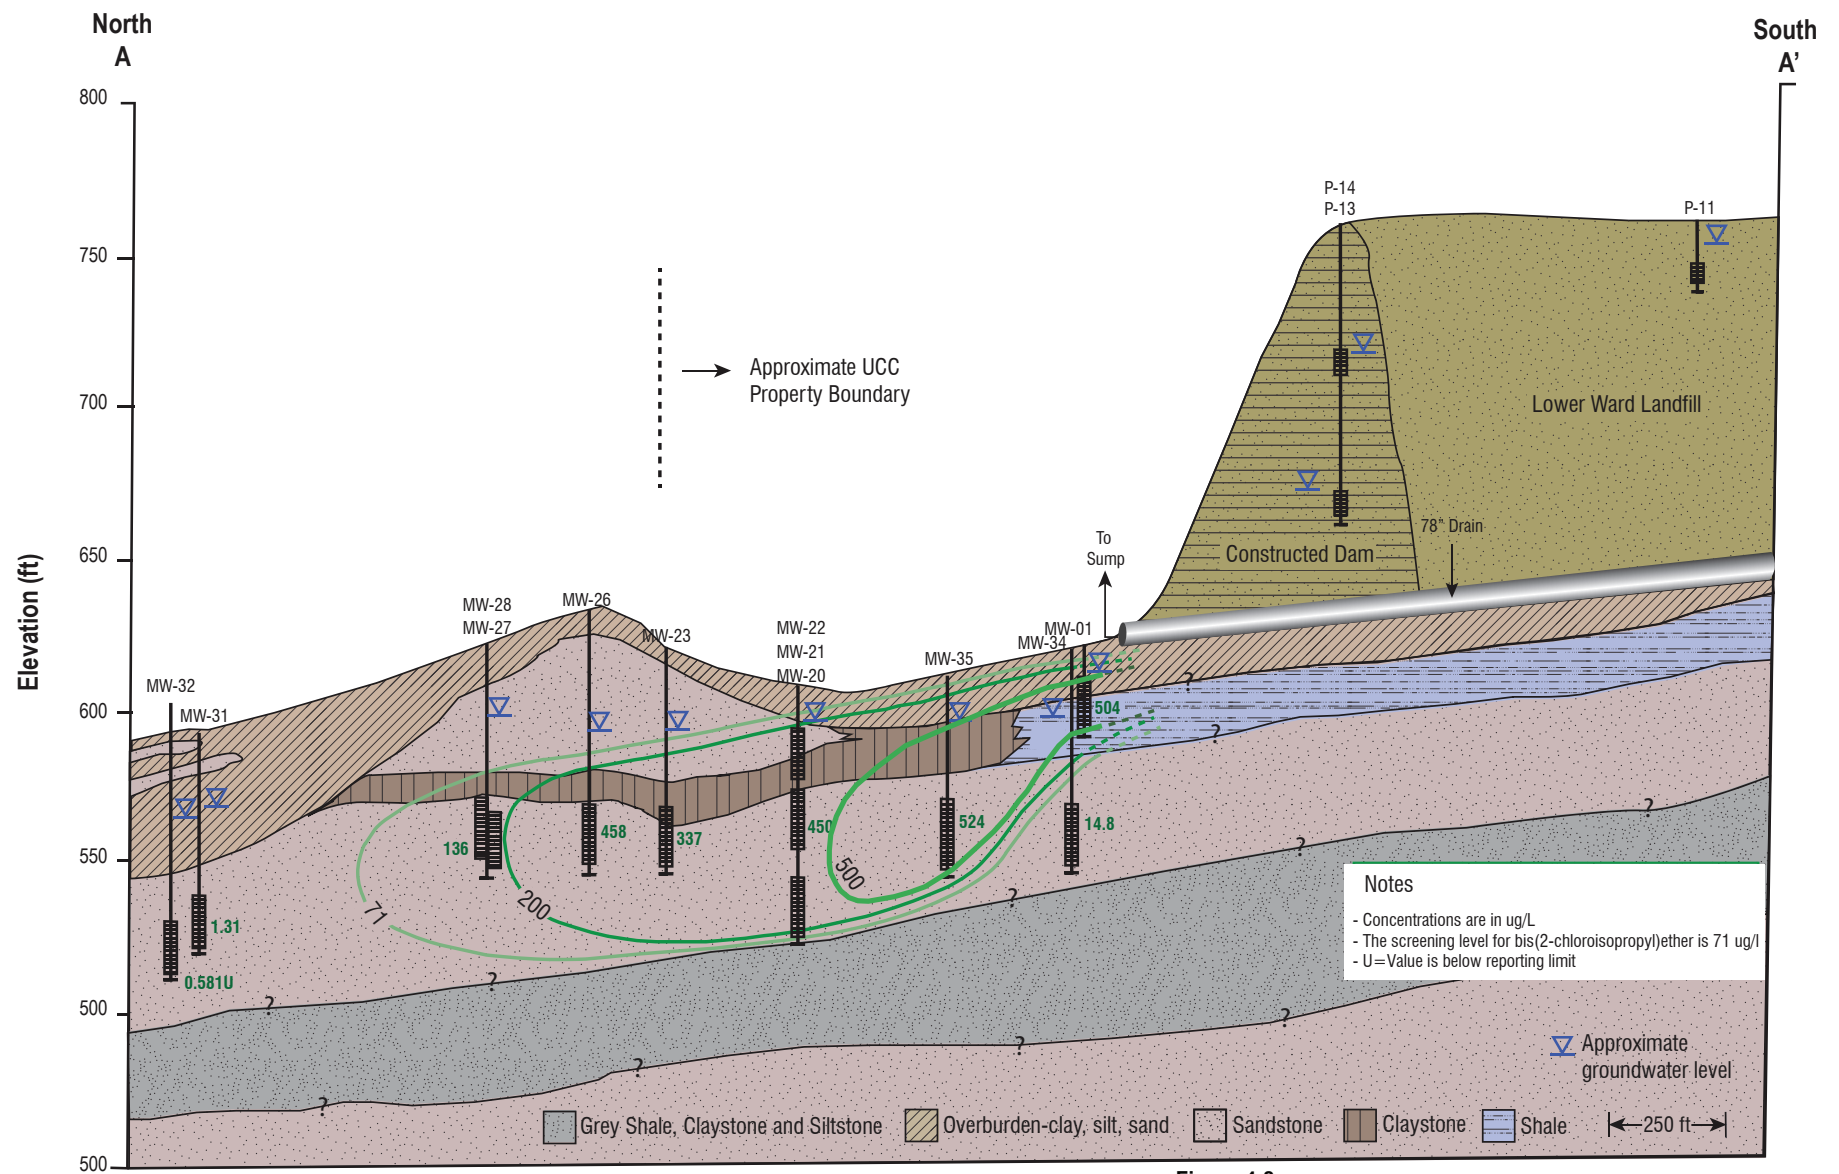 North
A
South
A'
800
750
700
650
600
550
500
500
Elevation (ft)
Approximate UCC
Property Boundary
P-14
P-13
P-11
Lower Ward Landfill
Constructed Dam
78" Drain
To
Sump
MW-28
MW-27
MW-26
MW-23
MW-22
MW-21
MW-20
MW-35
MW-34
MW-01
MW-32
MW-31
504
136
458
337
450
524
14.8
1.31
0.581U
71
200
500
?
?
?
?
?
?
?
?
?
?
?
?
Notes
- Concentrations are in ug/L
- The screening level for bis(2-chloroisopropyl)ether is 71 ug/l
- U=Value is below reporting limit
Approximate
groundwater level
Grey Shale, Claystone and Siltstone
Overburden-clay, silt, sand
Sandstone
Claystone
Shale
250 ft